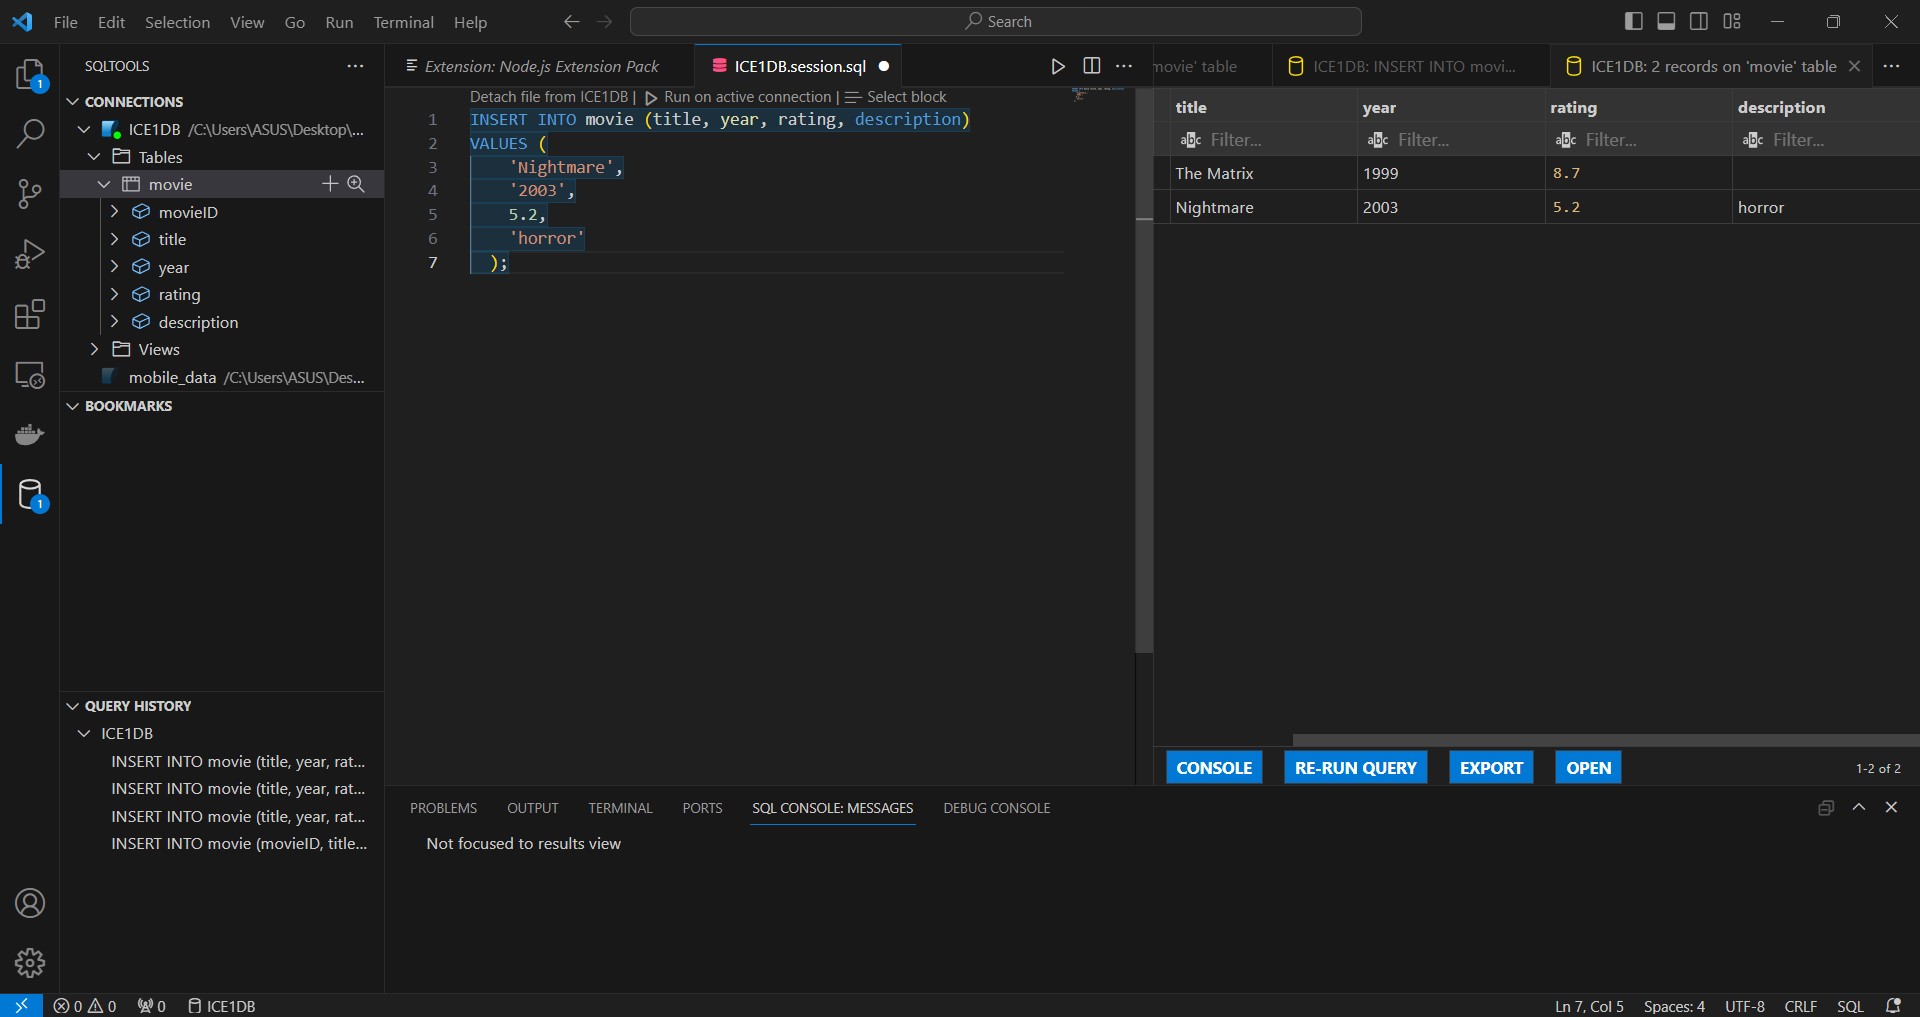 File Edit Selection View Go Run Terminal Help
Search
SQLTOOLS
CONNECTIONS
ICE1DB /C:\Users\ASUS\Desktop\...
Tables
movie
movieID
title
year
rating
description
Views
mobile_data /C:\Users\ASUS\Des...
BOOKMARKS
QUERY HISTORY
ICE1DB
INSERT INTO movie (title, year, rat...
INSERT INTO movie (title, year, rat...
INSERT INTO movie (title, year, rat...
INSERT INTO movie (movieID, title...
Extension: Node.js Extension Pack
ICE1DB.session.sql
Detach file from ICE1DB | Run on active connection | Select block
1 INSERT INTO movie (title, year, rating, description)
2 VALUES (
3 'Nightmare',
4 '2003',
5 5.2,
6 'horror'
7 );
movie' table
ICE1DB: INSERT INTO movi...
ICE1DB: 2 records on 'movie' table
title year rating description
abc Filter... abc Filter... abc Filter... abc Filter...
The Matrix 1999 8.7
Nightmare 2003 5.2 horror
CONSOLE RE-RUN QUERY EXPORT OPEN 1-2 of 2
PROBLEMS OUTPUT TERMINAL PORTS SQL CONSOLE: MESSAGES DEBUG CONSOLE
Not focused to results view
1
1
0 0 0 ICE1DB
Ln 7, Col 5 Spaces: 4 UTF-8 CRLF SQL